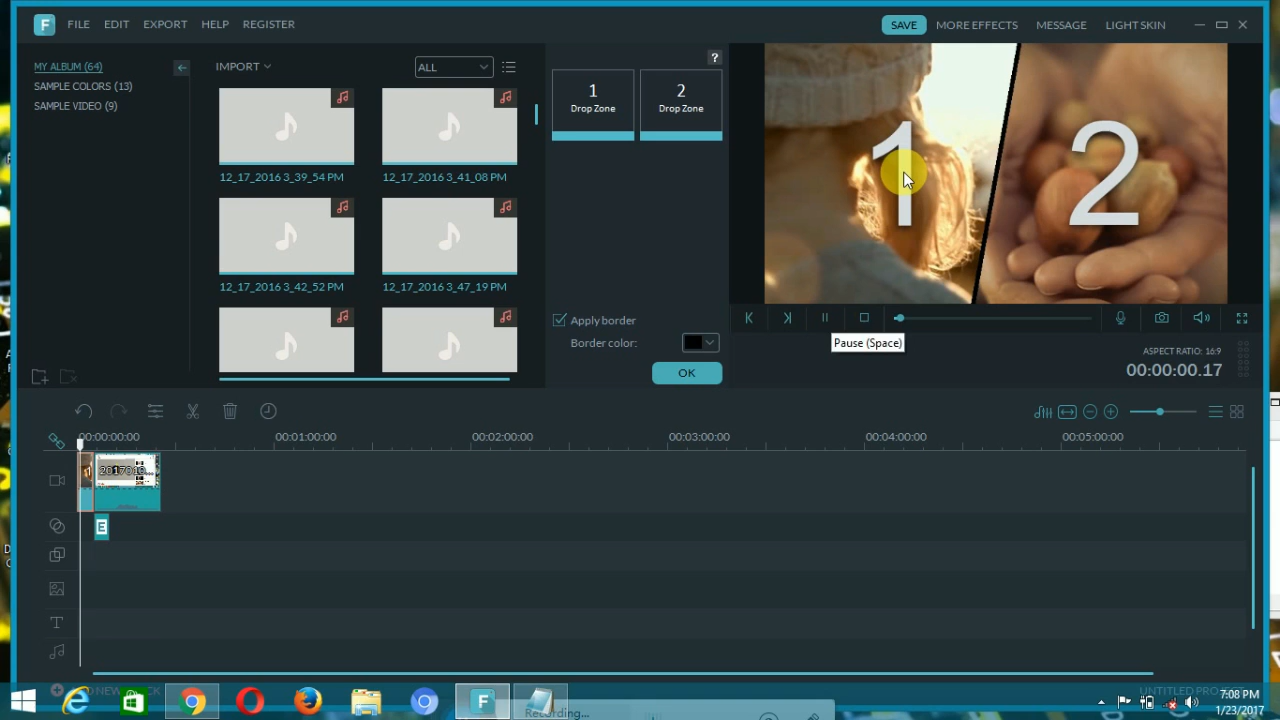 F FILE EDIT EXPORT HELP REGISTER SAVE MORE EFFECTS MESSAGE LIGHT SKIN
MY ALBUM (64)
SAMPLE COLORS (13)
SAMPLE VIDEO (9)
IMPORT ALL
12_17_2016 3_39_54 PM 12_17_2016 3_41_08 PM
12_17_2016 3_42_52 PM 12_17_2016 3_47_19 PM
?
1 2
Drop Zone Drop Zone
Apply border
Border color:
OK
1 2
Pause (Space)
ASPECT RATIO: 16:9
00:00:00.17
00:00:00:00 00:01:00:00 00:02:00:00 00:03:00:00 00:04:00:00 00:05:00:00
1 2017010...
E
T
Recording...
7:08 PM
1/23/2017